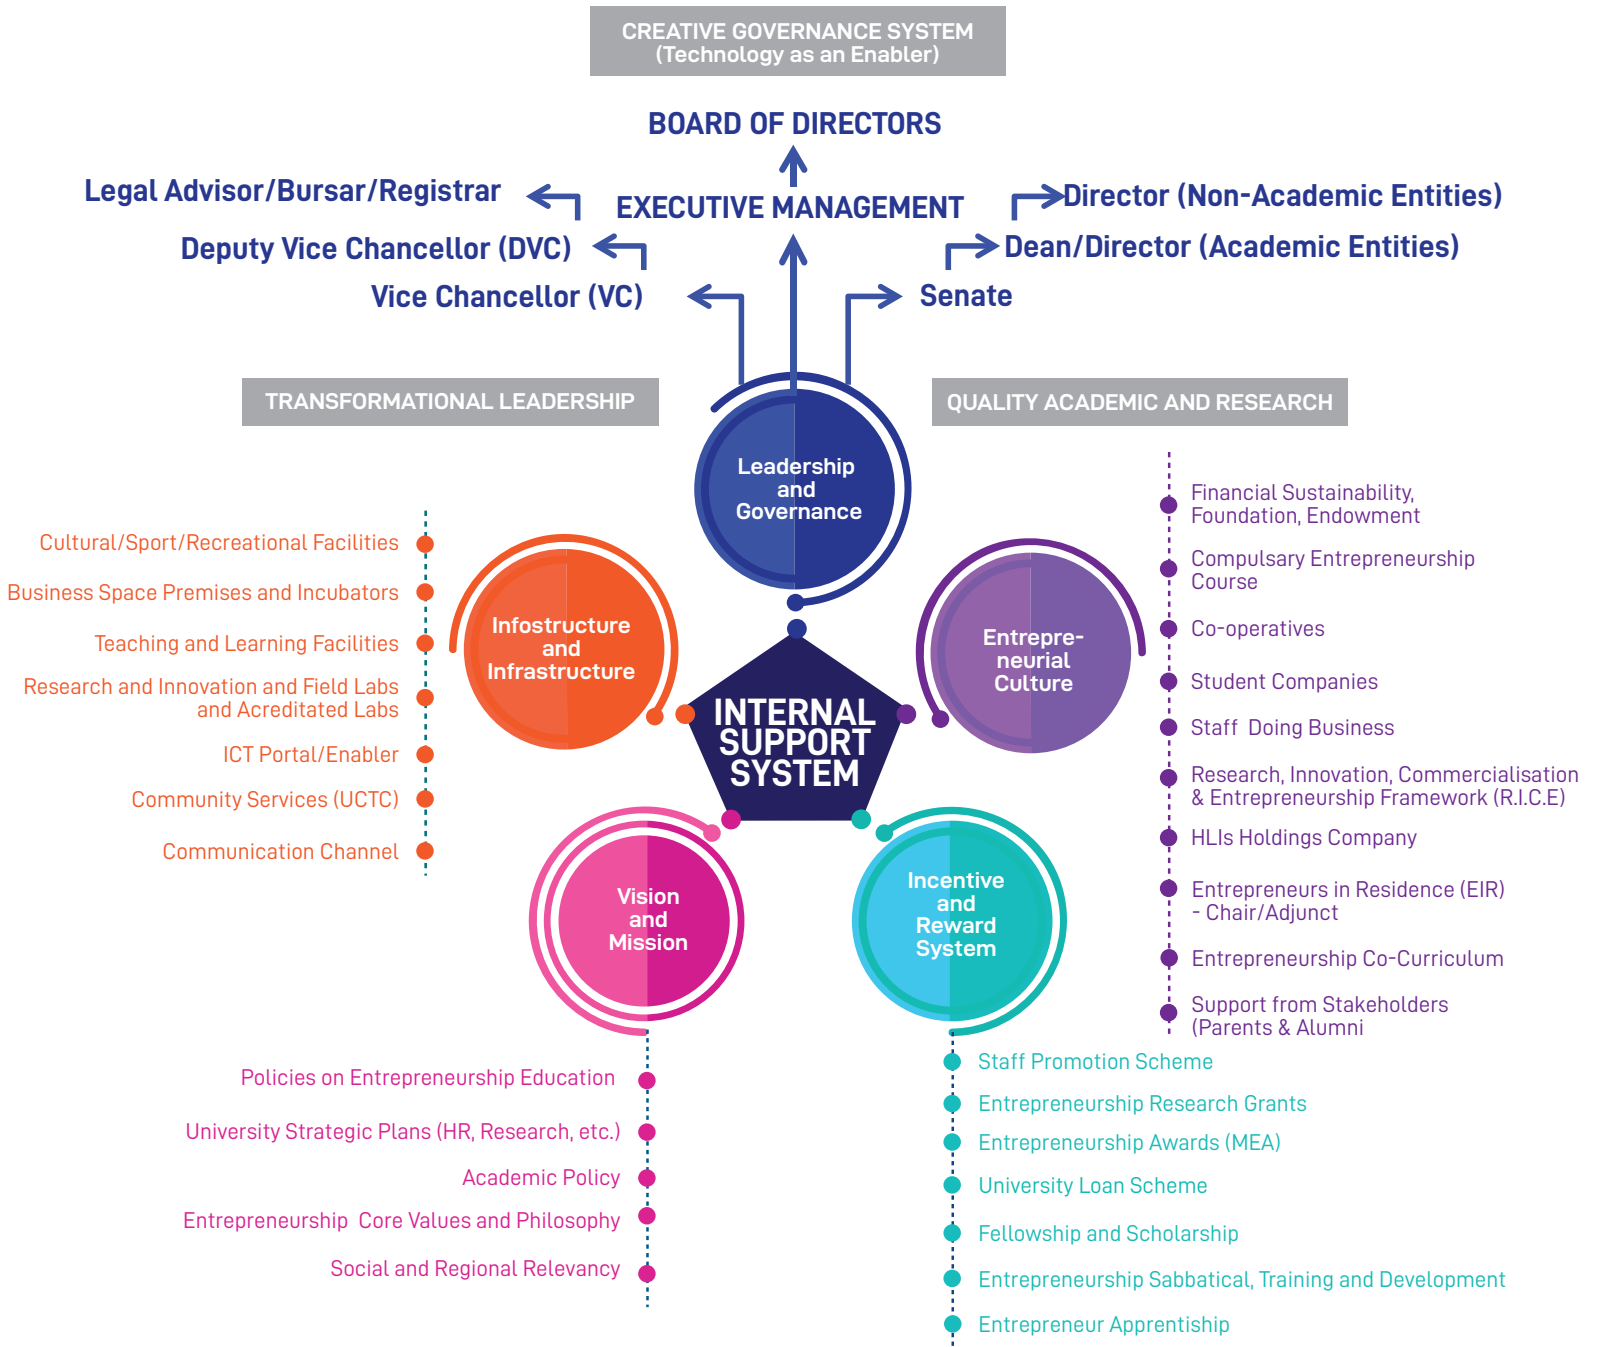 CREATIVE GOVERNANCE SYSTEM
(Technology as an Enabler)
BOARD OF DIRECTORS
EXECUTIVE MANAGEMENT
Legal Advisor/Bursar/Registrar
Deputy Vice Chancellor (DVC)
Vice Chancellor (VC)
Director (Non-Academic Entities)
Dean/Director (Academic Entities)
Senate
TRANSFORMATIONAL LEADERSHIP
QUALITY ACADEMIC AND RESEARCH
Leadership
and
Governance
Infostructure
and
Infrastructure
Entrepre-
neurial
Culture
INTERNAL
SUPPORT
SYSTEM
Vision
and
Mission
Incentive
and
Reward
System
Cultural/Sport/Recreational Facilities
Business Space Premises and Incubators
Teaching and Learning Facilities
Research and Innovation and Field Labs
and Acreditated Labs
ICT Portal/Enabler
Community Services (UCTC)
Communication Channel
Financial Sustainability,
Foundation, Endowment
Compulsary Entrepreneurship
Course
Co-operatives
Student Companies
Staff  Doing Business
Research, Innovation, Commercialisation
& Entrepreneurship Framework (R.I.C.E)
HLIs Holdings Company
Entrepreneurs in Residence (EIR)
- Chair/Adjunct
Entrepreneurship Co-Curriculum
Support from Stakeholders
(Parents & Alumni
Policies on Entrepreneurship Education
University Strategic Plans (HR, Research, etc.)
Academic Policy
Entrepreneurship  Core Values and Philosophy
Social and Regional Relevancy
Staff Promotion Scheme
Entrepreneurship Research Grants
Entrepreneurship Awards (MEA)
University Loan Scheme
Fellowship and Scholarship
Entrepreneurship Sabbatical, Training and Development
Entrepreneur Apprentiship